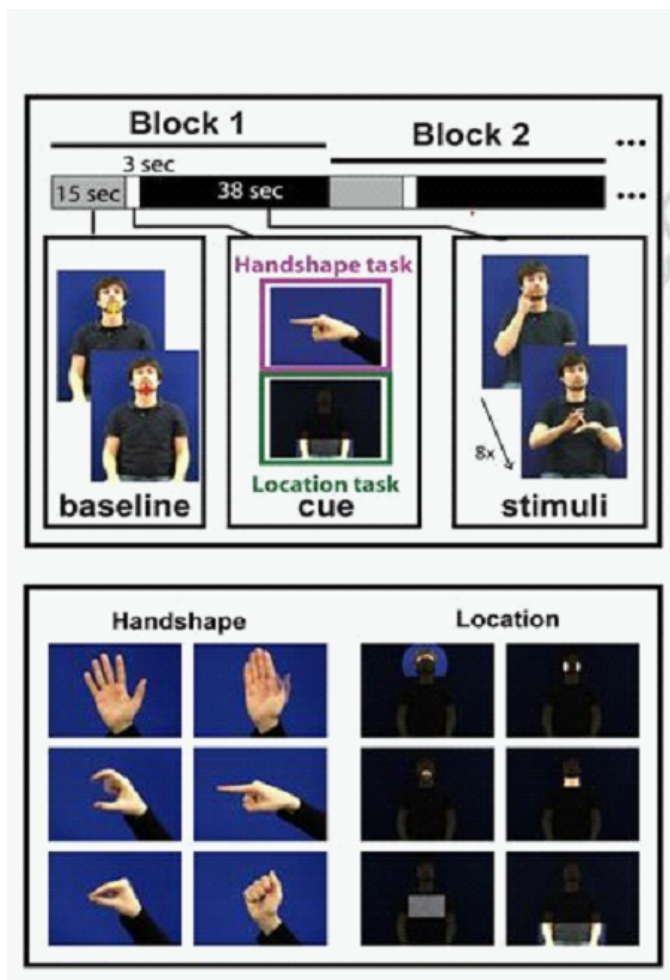 Block 1
Block 2
...
3 sec
15 sec
38 sec
...
Handshape task
Location task
8x
baseline
cue
stimuli
Handshape
Location